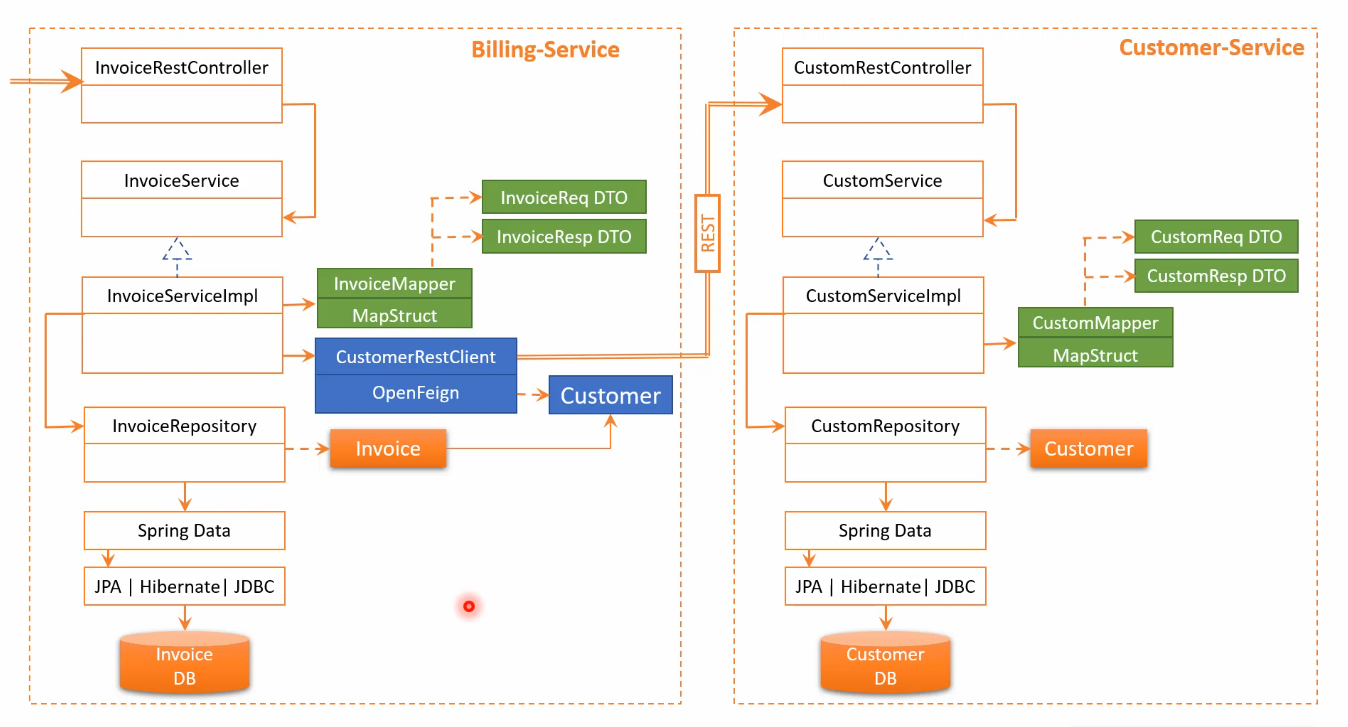 Billing-Service
InvoiceRestController
InvoiceService
InvoiceReq DTO
InvoiceResp DTO
InvoiceServiceImpl
InvoiceMapper
MapStruct
CustomerRestClient
OpenFeign
Customer
InvoiceRepository
Invoice
Spring Data
JPA | Hibernate| JDBC
Invoice
DB
REST
Customer-Service
CustomRestController
CustomService
CustomReq DTO
CustomResp DTO
CustomServiceImpl
CustomMapper
MapStruct
CustomRepository
Customer
Spring Data
JPA | Hibernate| JDBC
Customer
DB